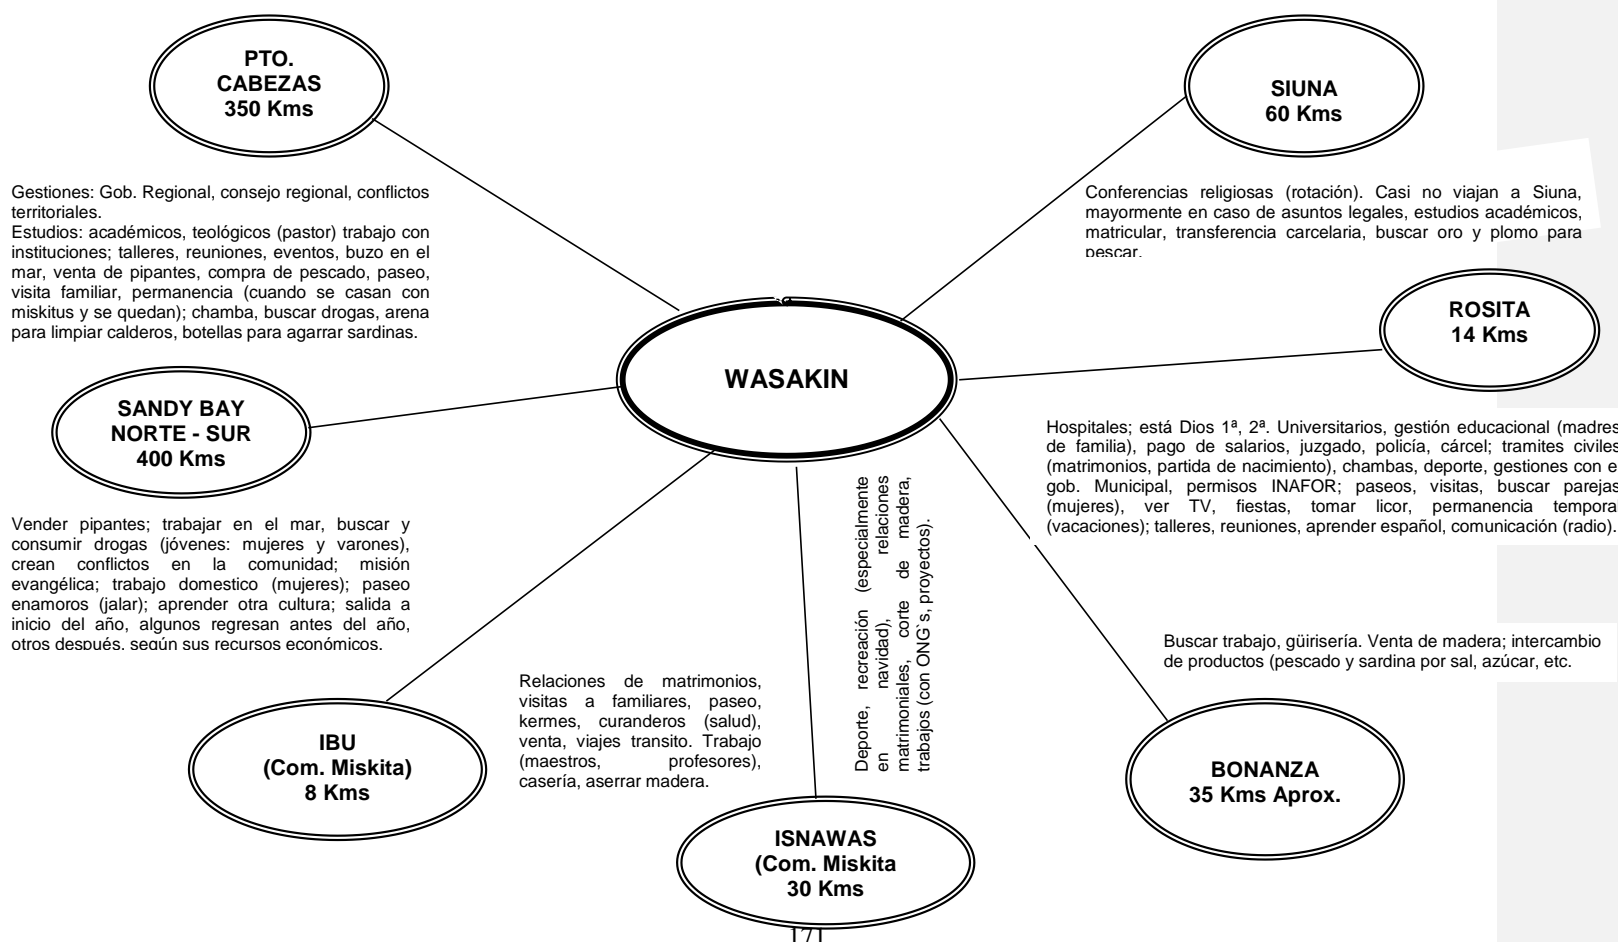 PTO.
CABEZAS
350 Kms
SIUNA
60 Kms
Gestiones: Gob. Regional, consejo regional, conflictos
territoriales.
Estudios: académicos, teológicos (pastor) trabajo con
instituciones; talleres, reuniones, eventos, buzo en el
mar, venta de pipantes, compra de pescado, paseo,
visita familiar, permanencia (cuando se casan con
miskitus y se quedan); chamba, buscar drogas, arena
para limpiar calderos, botellas para agarrar sardinas.
Conferencias religiosas (rotación). Casi no viajan a Siuna,
mayormente en caso de asuntos legales, estudios académicos,
matricular, transferencia carcelaria, buscar oro y plomo para
pescar.
ROSITA
14 Kms
WASAKIN
SANDY BAY
NORTE - SUR
400 Kms
Hospitales; está Dios 1ª, 2ª. Universitarios, gestión educacional (madres
de familia), pago de salarios, juzgado, policía, cárcel; tramites civiles
(matrimonios, partida de nacimiento), chambas, deporte, gestiones con e
gob. Municipal, permisos INAFOR; paseos, visitas, buscar parejas
(mujeres), ver TV, fiestas, tomar licor, permanencia tempora
(vacaciones); talleres, reuniones, aprender español, comunicación (radio).
Vender pipantes; trabajar en el mar, buscar y
consumir drogas (jóvenes: mujeres y varones),
crean conflictos en la comunidad; misión
evangélica; trabajo domestico (mujeres); paseo
enamoros (jalar); aprender otra cultura; salida a
inicio del año, algunos regresan antes del año,
otros después. según sus recursos económicos.
Deporte, recreación (especialmente
en navidad), relaciones
matrimoniales, corte de madera,
trabajos (con ONG`s, proyectos).
Buscar trabajo, güirisería. Venta de madera; intercambio
de productos (pescado y sardina por sal, azúcar, etc.
Relaciones de matrimonios,
visitas a familiares, paseo,
kermes, curanderos (salud),
venta, viajes transito. Trabajo
(maestros, profesores),
casería, aserrar madera.
IBU
(Com. Miskita)
8 Kms
BONANZA
35 Kms Aprox.
ISNAWAS
(Com. Miskita
30 Kms
171